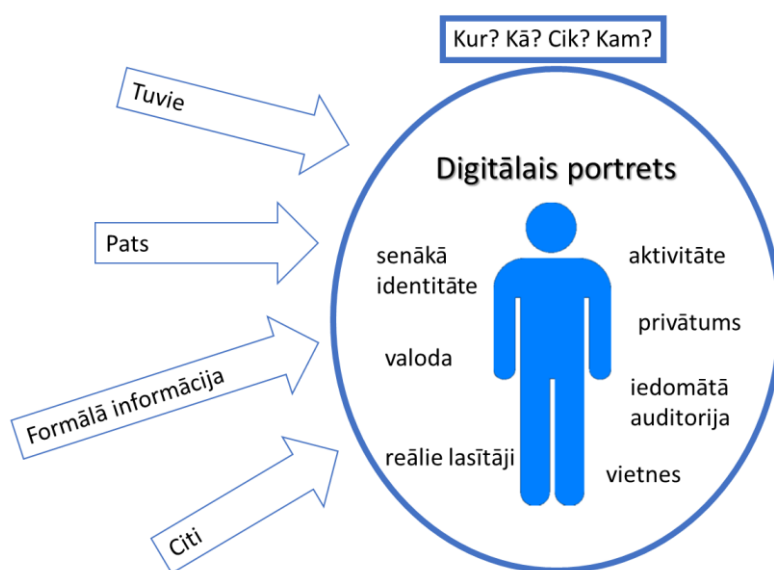 Kur? Kā? Cik? Kam?
Tuvie
Pats
Formālā informācija
Citi
Digitālais portrets
senākā
identitāte
valoda
reālie lasītāji
aktivitāte
privātums
iedomātā
auditorija
vietnes